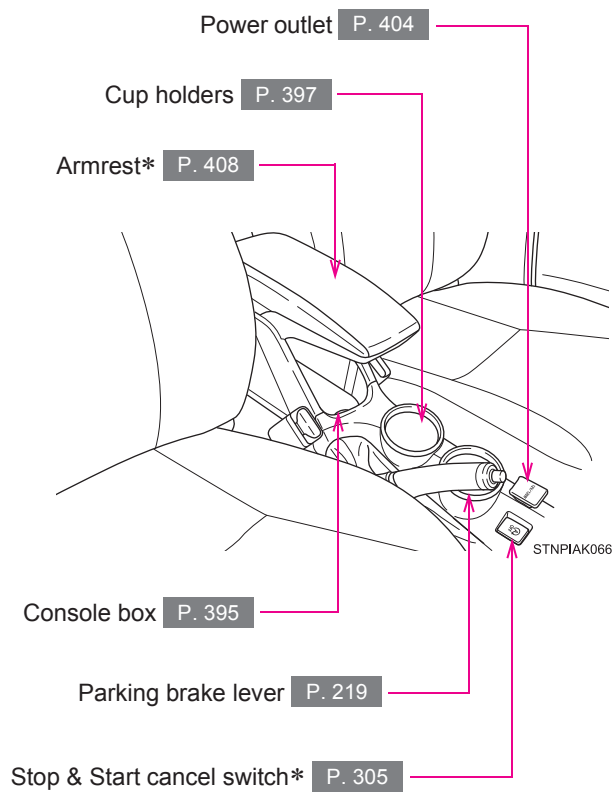 Power outlet P. 404
Cup holders P. 397
Armrest* P. 408
STNPIAK066
Console box P. 395
Parking brake lever P. 219
Stop & Start cancel switch* P. 305